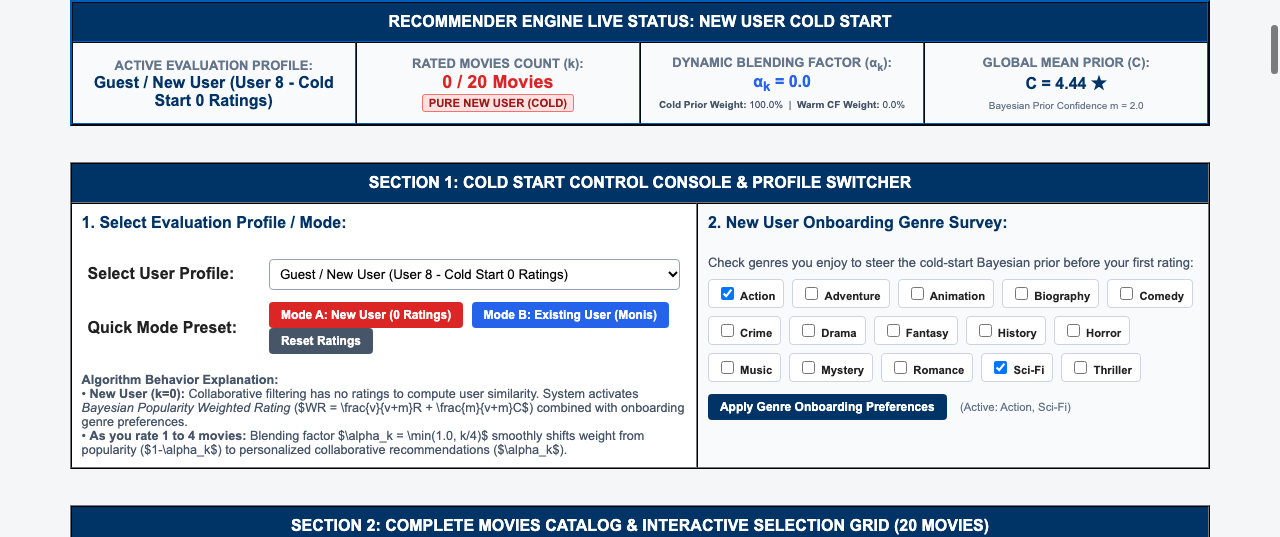 RECOMMENDER ENGINE LIVE STATUS: NEW USER COLD START
ACTIVE EVALUATION PROFILE:
Guest / New User (User 8 - Cold
Start 0 Ratings)
RATED MOVIES COUNT (k):
0 / 20 Movies
PURE NEW USER (COLD)
DYNAMIC BLENDING FACTOR (αk):
αk = 0.0
Cold Prior Weight: 100.0% | Warm CF Weight: 0.0%
GLOBAL MEAN PRIOR (C):
C = 4.44 ★
Bayesian Prior Confidence m = 2.0
SECTION 1: COLD START CONTROL CONSOLE & PROFILE SWITCHER
1. Select Evaluation Profile / Mode:
Select User Profile:
Guest / New User (User 8 - Cold Start 0 Ratings)
Quick Mode Preset:
Mode A: New User (0 Ratings)
Mode B: Existing User (Monis)
Reset Ratings
Algorithm Behavior Explanation:
• New User (k=0): Collaborative filtering has no ratings to compute user similarity. System activates
Bayesian Popularity Weighted Rating ($WR = \frac{v}{v+m}R + \frac{m}{v+m}C$) combined with onboarding
genre preferences.
• As you rate 1 to 4 movies: Blending factor $\alpha_k = \min(1.0, k/4)$ smoothly shifts weight from
popularity ($1-\alpha_k$) to personalized collaborative recommendations ($\alpha_k$).
2. New User Onboarding Genre Survey:
Check genres you enjoy to steer the cold-start Bayesian prior before your first rating:
Action Adventure Animation Biography Comedy
Crime Drama Fantasy History Horror
Music Mystery Romance Sci-Fi Thriller
Apply Genre Onboarding Preferences (Active: Action, Sci-Fi)
SECTION 2: COMPLETE MOVIES CATALOG & INTERACTIVE SELECTION GRID (20 MOVIES)